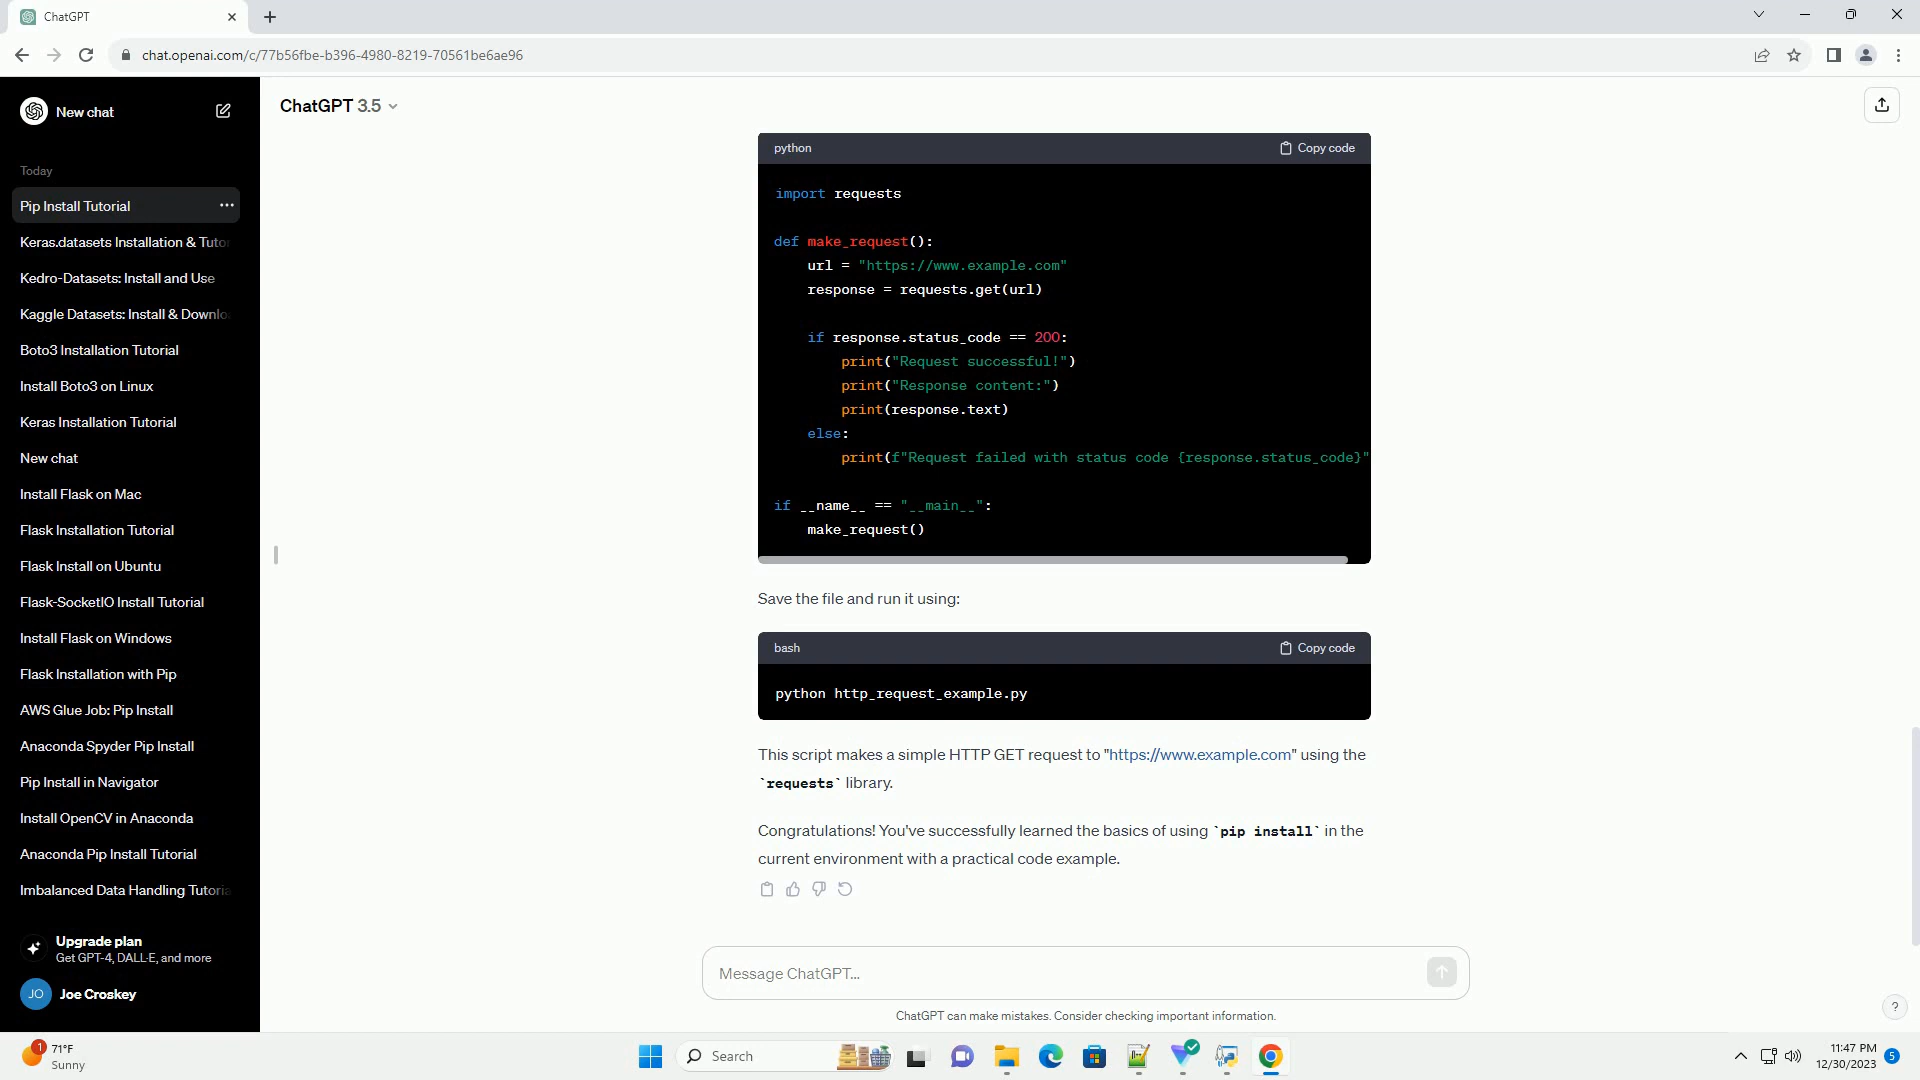 ChatGPT
chat.openai.com/c/77b56fbe-b396-4980-8219-70561be6ae96
New chat
Today
Pip Install Tutorial
Keras.datasets Installation & Tuto
Kedro-Datasets: Install and Use
Kaggle Datasets: Install & Downlo
Boto3 Installation Tutorial
Install Boto3 on Linux
Keras Installation Tutorial
New chat
Install Flask on Mac
Flask Installation Tutorial
Flask Install on Ubuntu
Flask-SocketIO Install Tutorial
Install Flask on Windows
Flask Installation with Pip
AWS Glue Job: Pip Install
Anaconda Spyder Pip Install
Pip Install in Navigator
Install OpenCV in Anaconda
Anaconda Pip Install Tutorial
Imbalanced Data Handling Tutoria
Upgrade plan
Get GPT-4, DALL·E, and more
JO Joe Croskey
ChatGPT 3.5
python Copy code
import requests
def make_request():
url = "https://www.example.com"
response = requests.get(url)
if response.status_code == 200:
print("Request successful!")
print("Response content:")
print(response.text)
else:
print(f"Request failed with status code {response.status_code}"
if __name__ == "__main__":
make_request()
Save the file and run it using:
bash Copy code
python http_request_example.py
This script makes a simple HTTP GET request to "https://www.example.com" using the
`requests` library.
Congratulations! You've successfully learned the basics of using `pip install` in the
current environment with a practical code example.
Message ChatGPT...
ChatGPT can make mistakes. Consider checking important information.
?
1
71°F
Sunny
Search
11:47 PM
12/30/2023
5